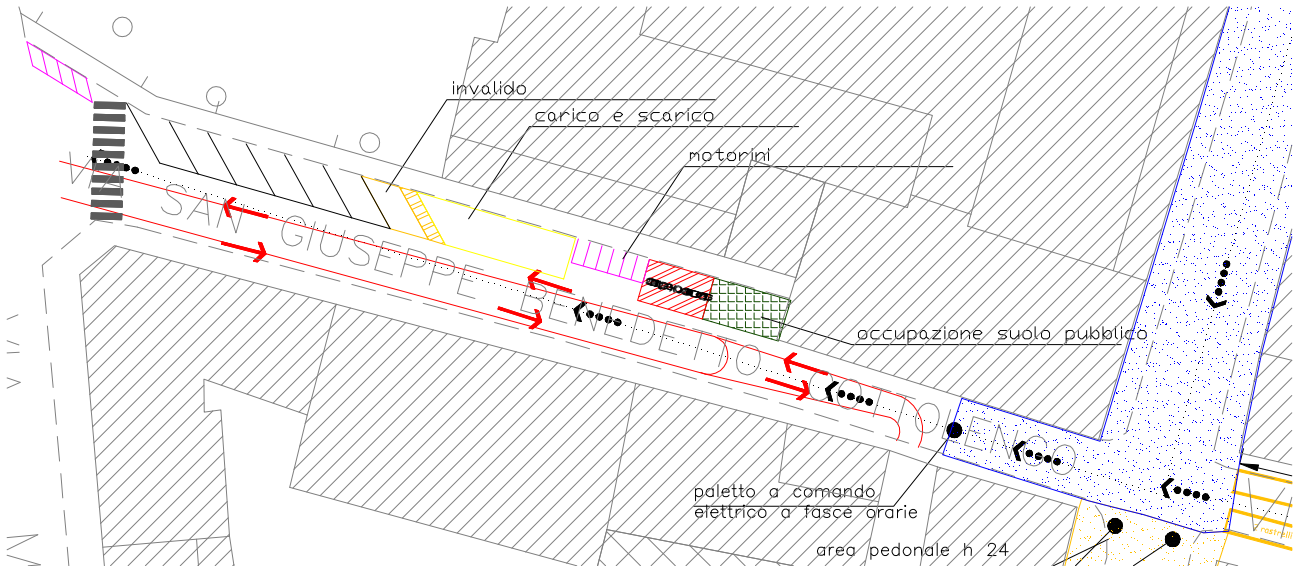 invalido
carico e scarico
motorini
VIA SAN GIUSEPPE BENEDETTO COTTOLENGO
occupazione suolo pubblico
paletto a comando
elettrico a fasce orarie
area pedonale h 24